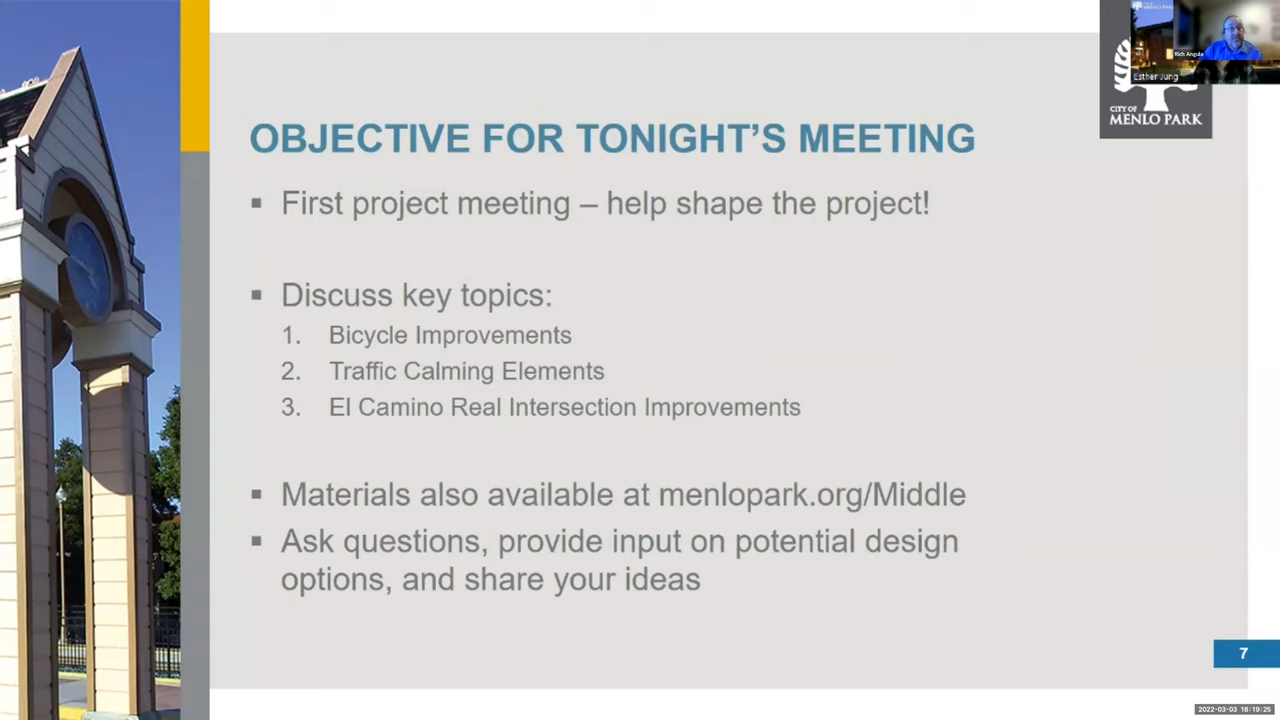 OBJECTIVE FOR TONIGHT'S MEETING
▪ First project meeting – help shape the project!
▪ Discuss key topics:
1. Bicycle Improvements
2. Traffic Calming Elements
3. El Camino Real Intersection Improvements
▪ Materials also available at menlopark.org/Middle
▪ Ask questions, provide input on potential design
options, and share your ideas
CITY OF
MENLO PARK
MENLO PARK
Rich Angulo
Esther Jung
7
2022-03-03 18:19:25